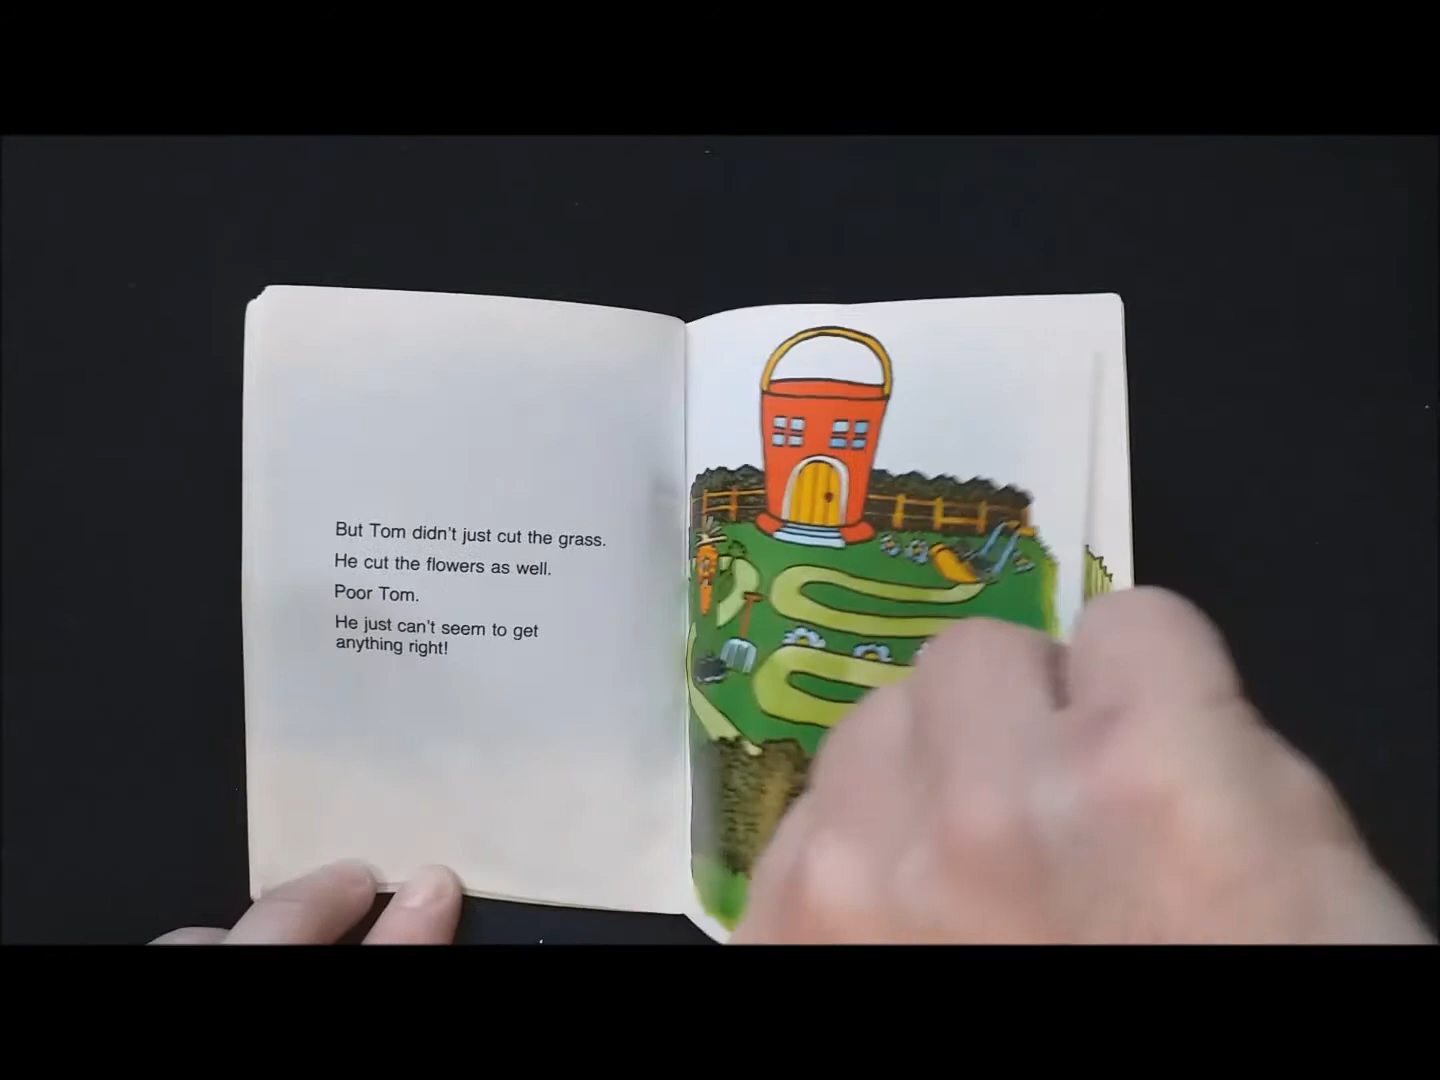 But Tom didn't just cut the grass.
He cut the flowers as well.
Poor Tom.
He just can't seem to get
anything right!